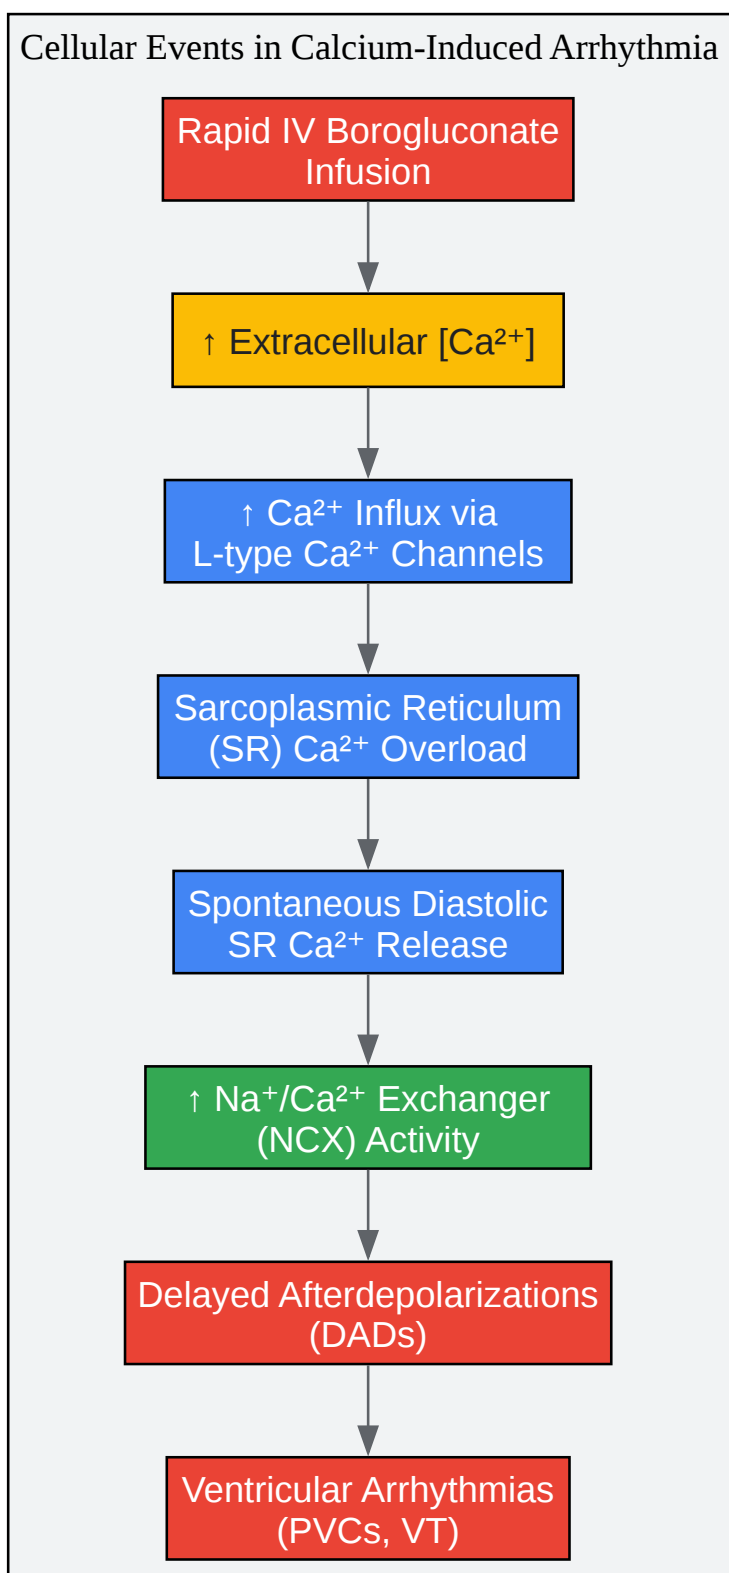 Cellular Events in Calcium-Induced Arrhythmia
Rapid IV Borogluconate
Infusion
↑ Extracellular [Ca²⁺]
↑ Ca²⁺ Influx via
L-type Ca²⁺ Channels
Sarcoplasmic Reticulum
(SR) Ca²⁺ Overload
Spontaneous Diastolic
SR Ca²⁺ Release
↑ Na⁺/Ca²⁺ Exchanger
(NCX) Activity
Delayed Afterdepolarizations
(DADs)
Ventricular Arrhythmias
(PVCs, VT)